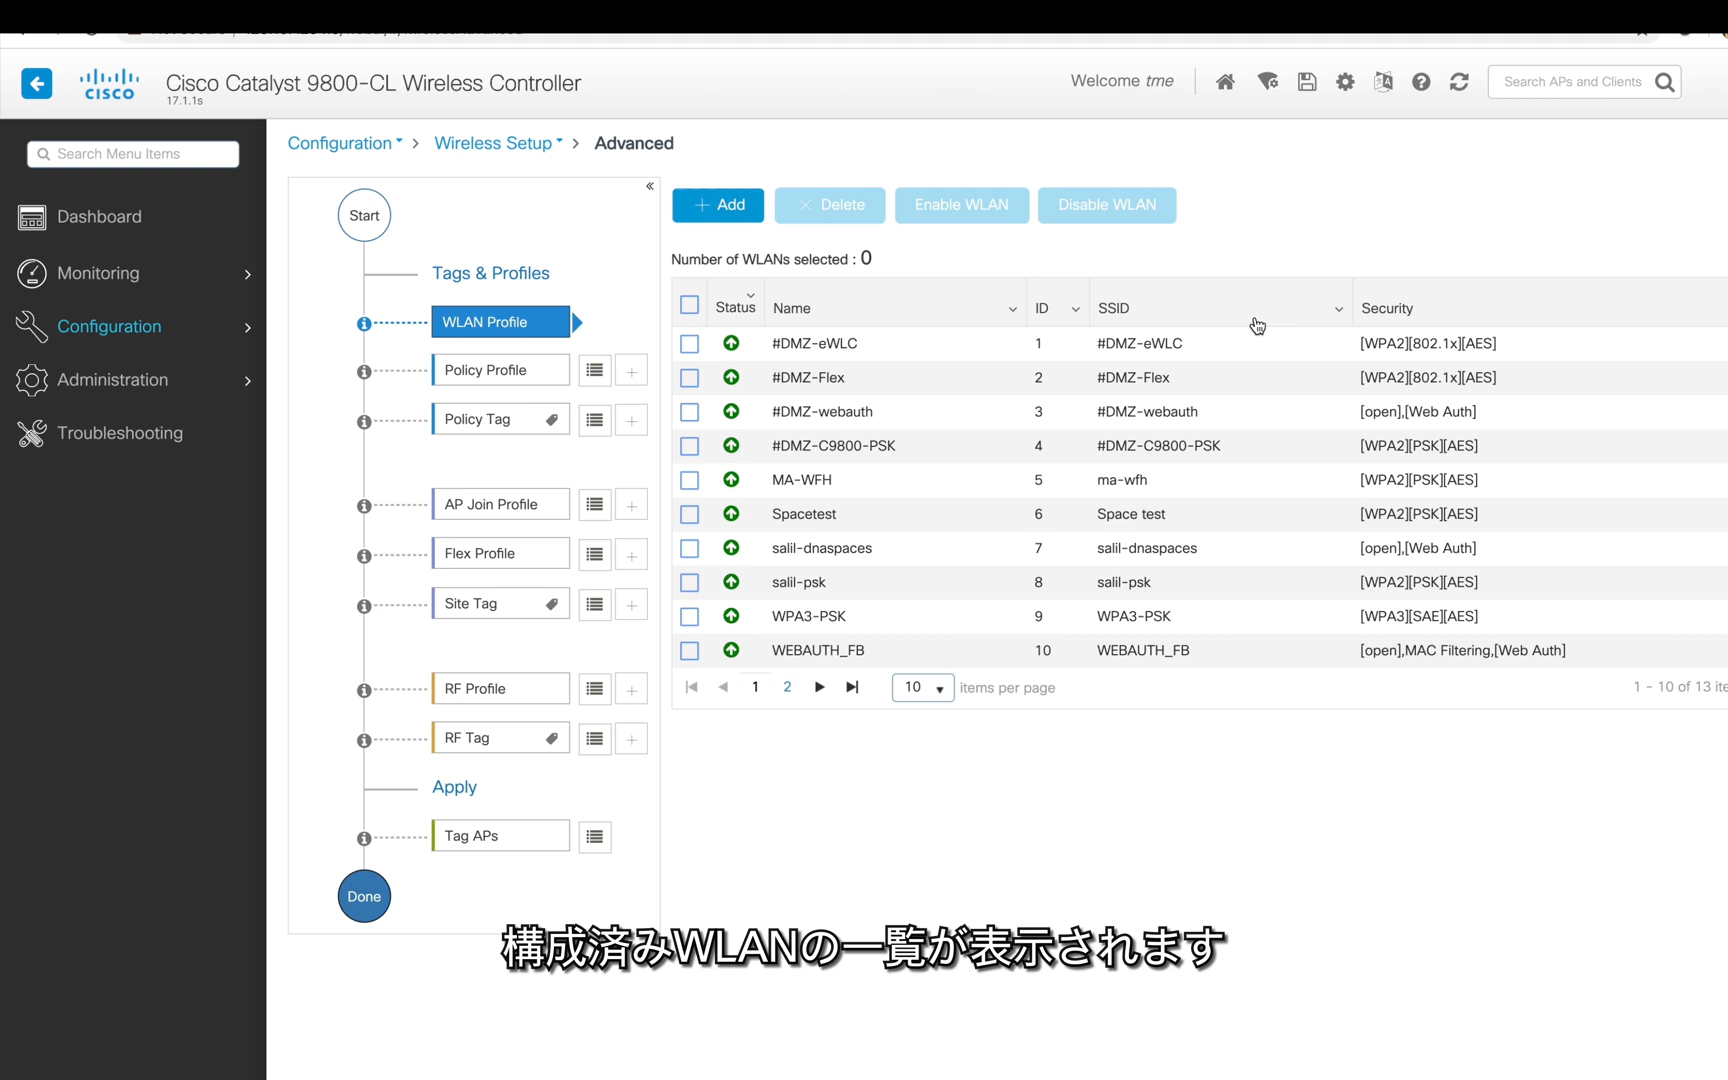 CISCO
Cisco Catalyst 9800-CL Wireless Controller
17.1.1s
Welcome tme
Search APs and Clients
Search Menu Items
Dashboard
Monitoring
Configuration
Administration
Troubleshooting
Configuration > Wireless Setup > Advanced
Start
Tags & Profiles
WLAN Profile
Policy Profile
Policy Tag
AP Join Profile
Flex Profile
Site Tag
RF Profile
RF Tag
Apply
Tag APs
Done
+ Add
× Delete
Enable WLAN
Disable WLAN
Number of WLANs selected : 0
Status Name ID SSID Security
#DMZ-eWLC 1 #DMZ-eWLC [WPA2][802.1x][AES]
#DMZ-Flex 2 #DMZ-Flex [WPA2][802.1x][AES]
#DMZ-webauth 3 #DMZ-webauth [open],[Web Auth]
#DMZ-C9800-PSK 4 #DMZ-C9800-PSK [WPA2][PSK][AES]
MA-WFH 5 ma-wfh [WPA2][PSK][AES]
Spacetest 6 Space test [WPA2][PSK][AES]
salil-dnaspaces 7 salil-dnaspaces [open],[Web Auth]
salil-psk 8 salil-psk [WPA2][PSK][AES]
WPA3-PSK 9 WPA3-PSK [WPA3][SAE][AES]
WEBAUTH_FB 10 WEBAUTH_FB [open],MAC Filtering,[Web Auth]
1 2 10 items per page 1 - 10 of 13 ite
構成済みWLANの一覧が表示されます